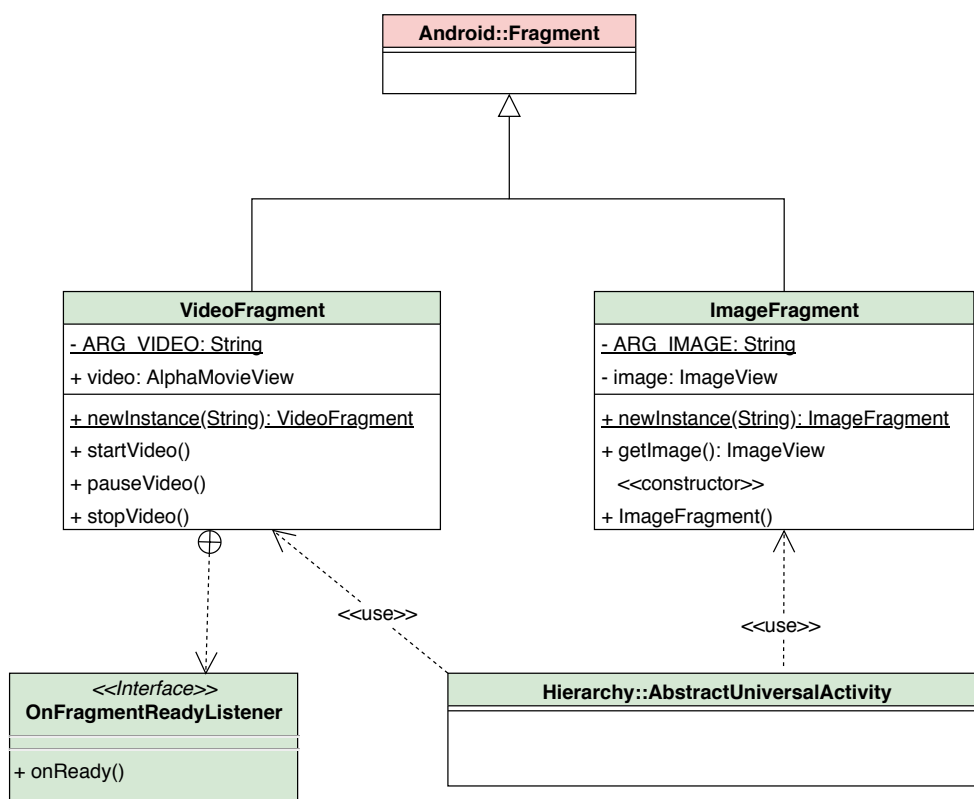 Android::Fragment
VideoFragment
- ARG_VIDEO: String
+ video: AlphaMovieView
+ newInstance(String): VideoFragment
+ startVideo()
+ pauseVideo()
+ stopVideo()
ImageFragment
- ARG_IMAGE: String
- image: ImageView
+ newInstance(String): ImageFragment
+ getImage(): ImageView
<<constructor>>
+ ImageFragment()
<<use>>
<<use>>
<<Interface>>
OnFragmentReadyListener
+ onReady()
Hierarchy::AbstractUniversalActivity